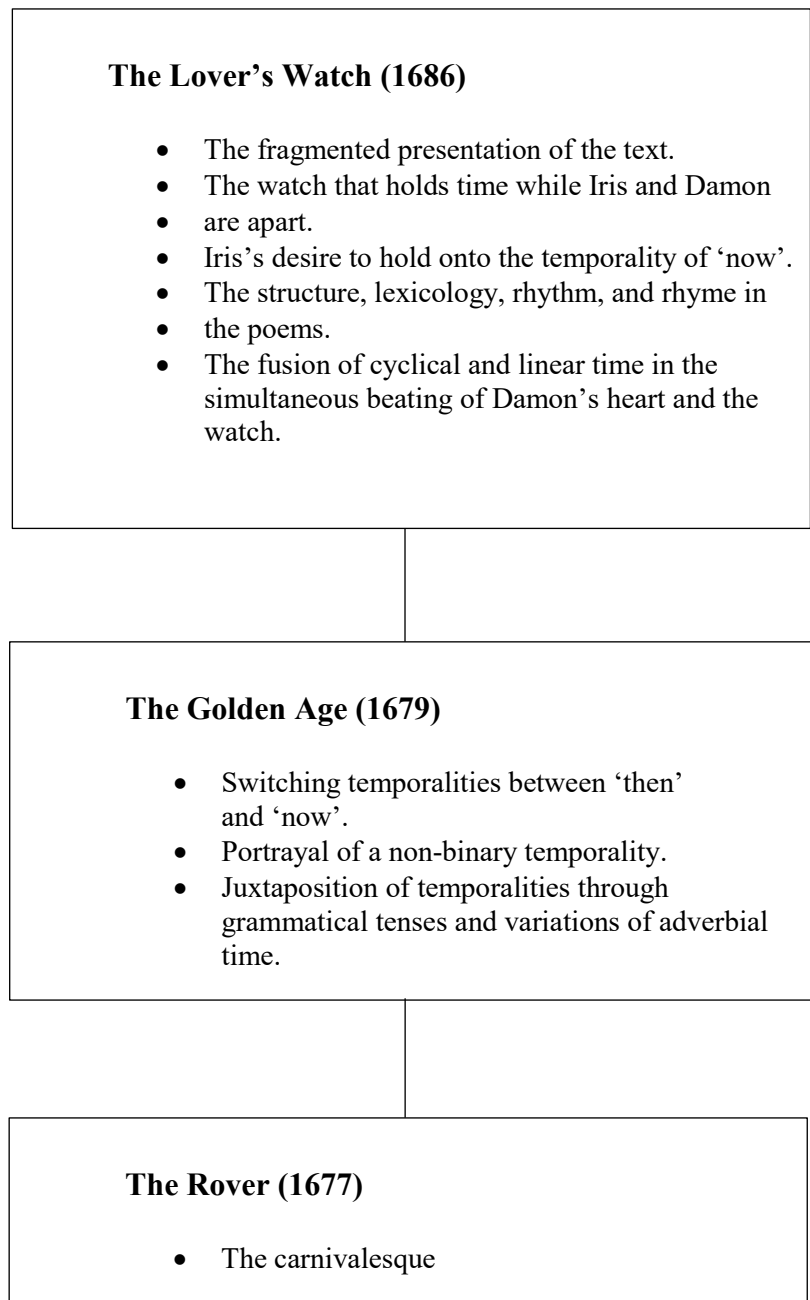 The Lover’s Watch (1686)
• The fragmented presentation of the text.
• The watch that holds time while Iris and Damon
• are apart.
• Iris’s desire to hold onto the temporality of ‘now’.
• The structure, lexicology, rhythm, and rhyme in
• the poems.
• The fusion of cyclical and linear time in the
simultaneous beating of Damon’s heart and the
watch.
The Golden Age (1679)
• Switching temporalities between ‘then’
and ‘now’.
• Portrayal of a non-binary temporality.
• Juxtaposition of temporalities through
grammatical tenses and variations of adverbial
time.
The Rover (1677)
• The carnivalesque